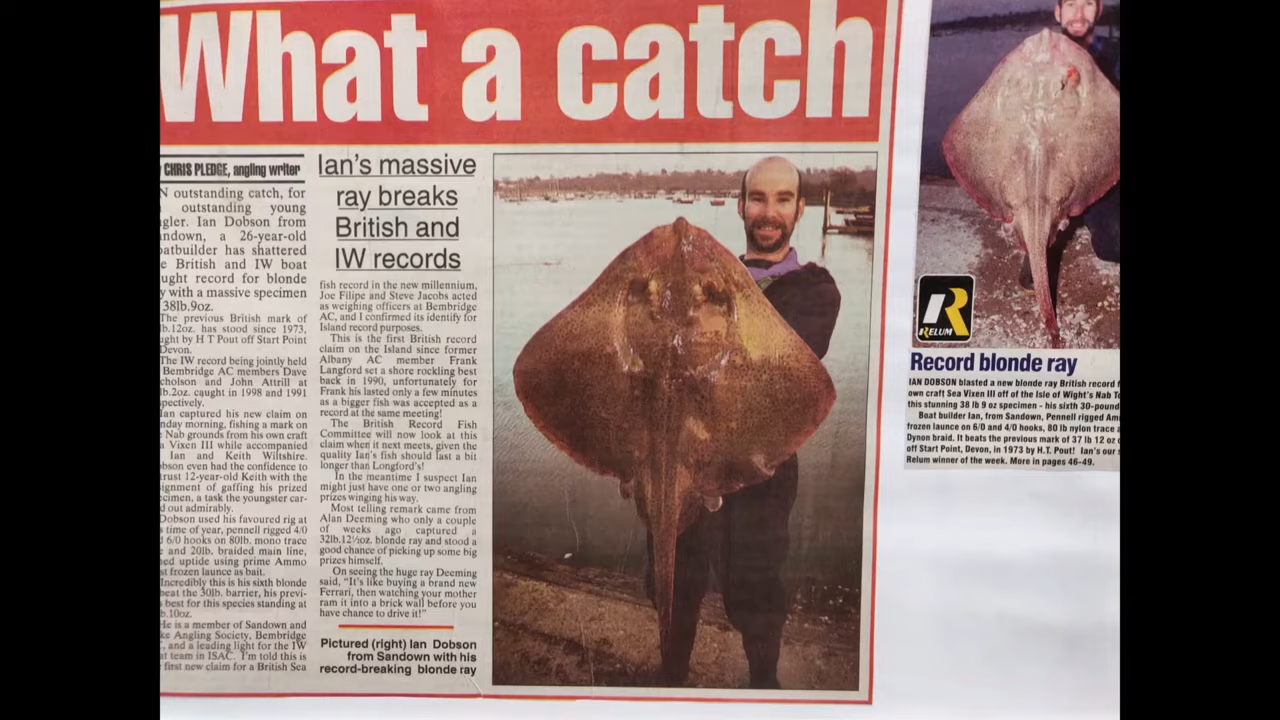 What a catch
CHRIS PLEDGE, angling writer
N outstanding catch, for
outstanding young
gler. Ian Dobson from
ndown, a 26-year-old
atbuilder has shattered
e British and IW boat
ught record for blonde
y with a massive specimen
38lb.9oz.
The previous British mark of
lb.12oz. has stood since 1973,
ught by H T Pout off Start Point
Devon.
The IW record being jointly held
Bembridge AC members Dave
cholson and John Attrill at
lb.2oz. caught in 1998 and 1991
pectively.
Ian captured his new claim on
nday morning, fishing a mark on
Nab grounds from his own craft
a Vixen III while accompanied
Ian and Keith Wiltshire.
bson even had the confidence to
trust 12-year-old Keith with the
ignment of gaffing his prized
ecimen, a task the youngster car-
d out admirably.
Dobson used his favoured rig at
s time of year, pennell rigged 4/0
d 6/0 hooks on 80lb. mono trace
e and 20lb. braided main line,
hed uptide using prime Ammo
st frozen launce as bait.
Incredibly this is his sixth blonde
beat the 30lb. barrier, his previ-
s best for this species standing at
b.10oz.
He is a member of Sandown and
ke Angling Society, Bembridge
, and a leading light for the IW
at team in ISAC. I'm told this is
first new claim for a British Sea
Ian's massive
ray breaks
British and
IW records
fish record in the new millennium,
Joe Filipe and Steve Jacobs acted
as weighing officers at Bembridge
AC, and I confirmed its identify for
Island record purposes.
This is the first British record
claim on the Island since former
Albany AC member Frank
Langford set a shore rockling best
back in 1990, unfortunately for
Frank his lasted only a few minutes
as a bigger fish was accepted as a
record at the same meeting!
The British Record Fish
Committee will now look at this
claim when it next meets, given the
quality Ian's fish should last a bit
longer than Longford's!
In the meantime I suspect Ian
might just have one or two angling
prizes winging his way.
Most telling remark came from
Alan Deeming who only a couple
of weeks ago captured a
32lb.12½oz. blonde ray and stood a
good chance of picking up some big
prizes himself.
On seeing the huge ray Deeming
said, "It's like buying a brand new
Ferrari, then watching your mother
ram it into a brick wall before you
have chance to drive it!"
Pictured (right) Ian Dobson
from Sandown with his
record-breaking blonde ray
R
RELUM
Record blonde ray
IAN DOBSON blasted a new blonde ray British record f
own craft Sea Vixen III off of the Isle of Wight's Nab To
this stunning 38 lb 9 oz specimen - his sixth 30-pound
Boat builder Ian, from Sandown, Pennell rigged Am
frozen launce on 6/0 and 4/0 hooks, 80 lb nylon trace a
Dynon braid. It beats the previous mark of 37 lb 12 oz
off Start Point, Devon, in 1973 by H.T. Pout! Ian's our
Relum winner of the week. More in pages 46-49.